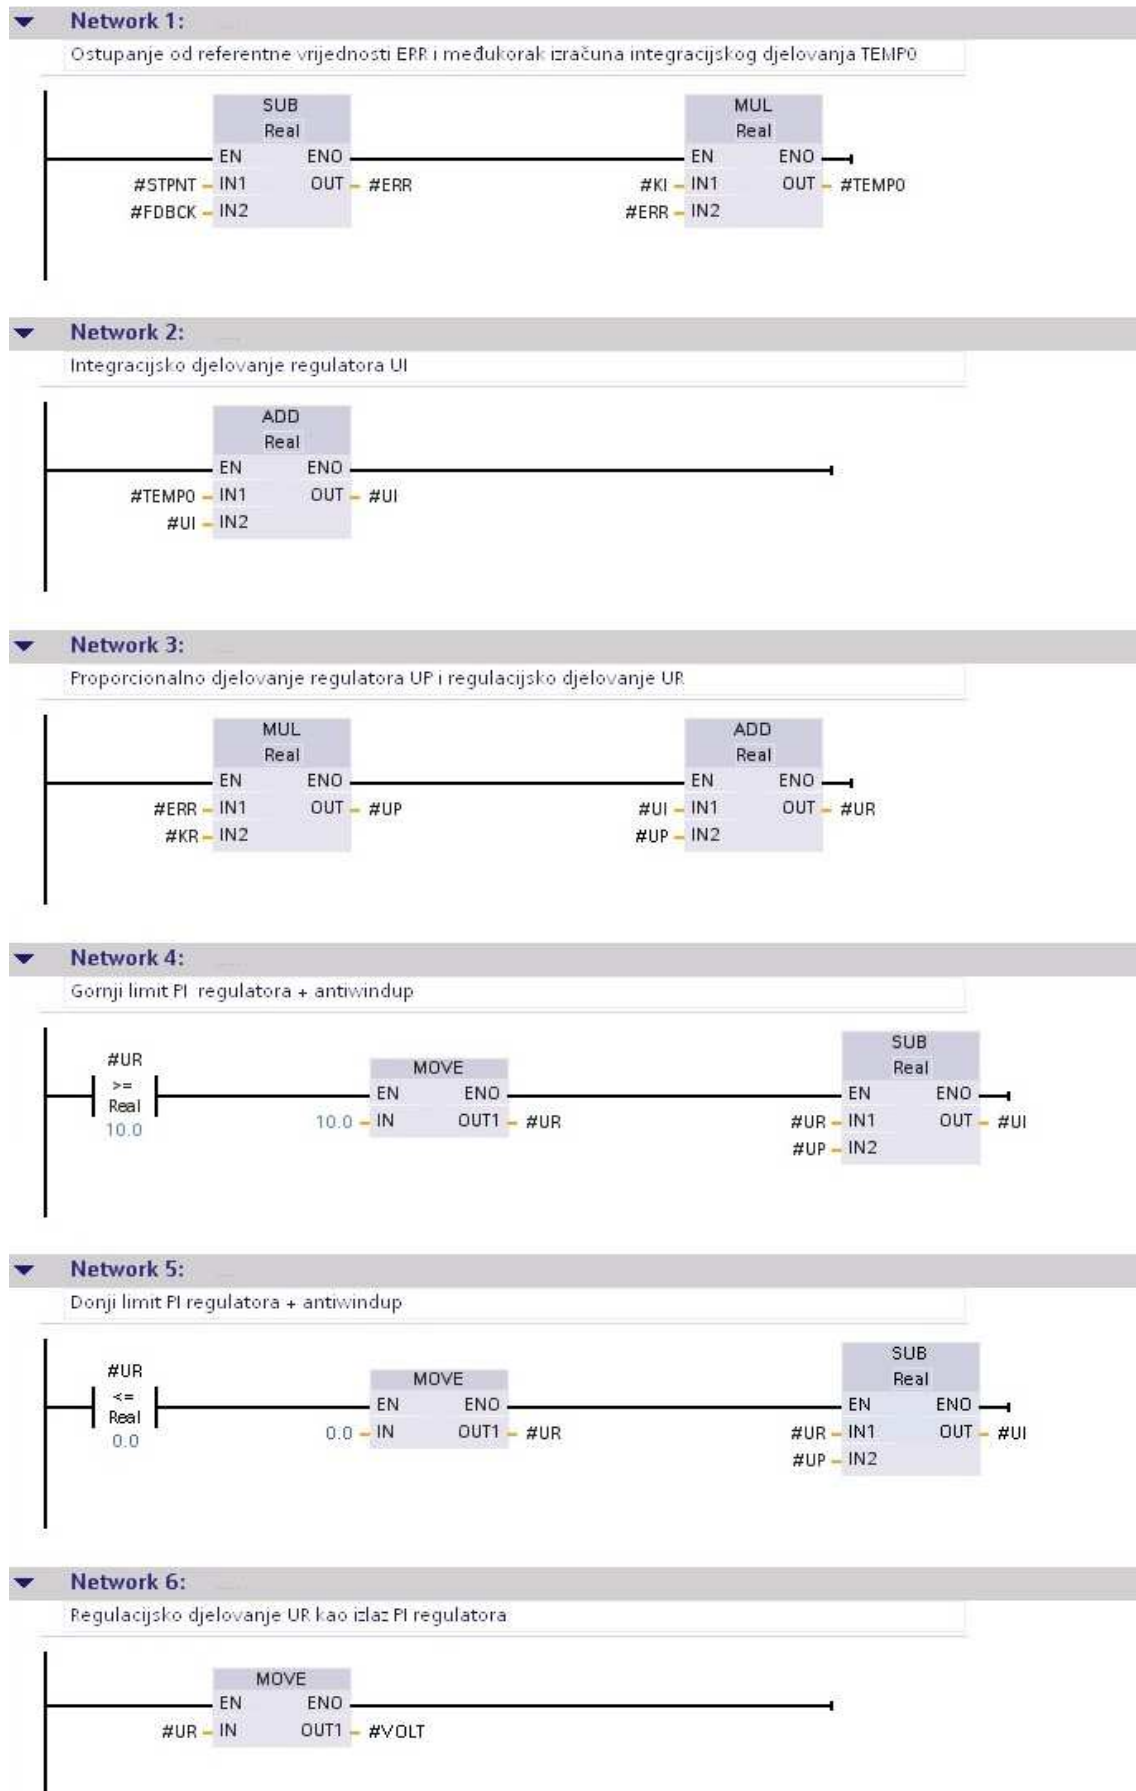 Network 1:
Ostupanje od referentne vrijednosti ERR i međukorak izračuna integracijskog djelovanja TEMP0
SUB MUL
Real Real
EN ENO EN ENO
#STPNT IN1 OUT #ERR #KI IN1 OUT #TEMP0
#FDBCK IN2 #ERR IN2
Network 2:
Integracijsko djelovanje regulatora UI
ADD
Real
EN ENO
#TEMP0 IN1 OUT #UI
#UI IN2
Network 3:
Proporcionalno djelovanje regulatora UP i regulacijsko djelovanje UR
MUL ADD
Real Real
EN ENO EN ENO
#ERR IN1 OUT #UP #UI IN1 OUT #UR
#KR IN2 #UP IN2
Network 4:
Gornji limit PI regulatora + antiwindup
SUB
#UR MOVE Real
>= EN ENO EN ENO
Real
10.0 10.0 IN OUT1 #UR #UR IN1 OUT #UI
#UP IN2
Network 5:
Donji limit PI regulatora + antiwindup
SUB
#UR MOVE Real
<= EN ENO EN ENO
Real
0.0 0.0 IN OUT1 #UR #UR IN1 OUT #UI
#UP IN2
Network 6:
Regulacijsko djelovanje UR kao izlaz PI regulatora
MOVE
EN ENO
#UR IN OUT1 #VOLT